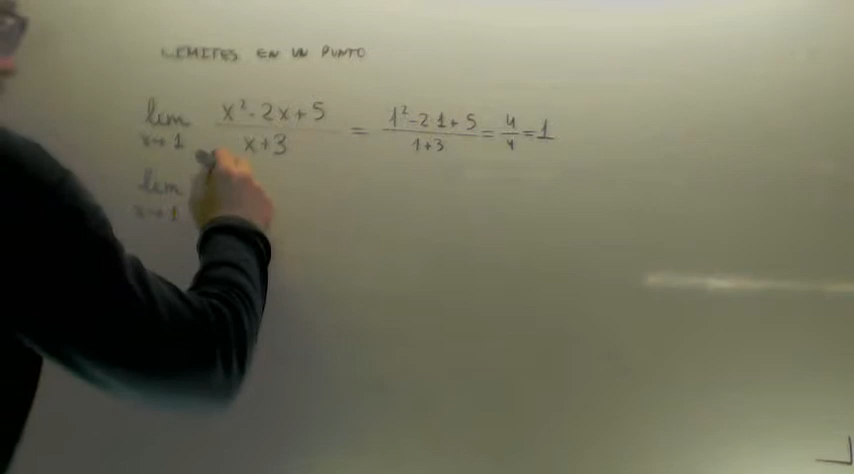 LIMITES EN UN PUNTO
lim x→1 x²-2x+5 / x+3 = 1²-2·1+5 / 1+3 = 4/4 = 1
lim x→1